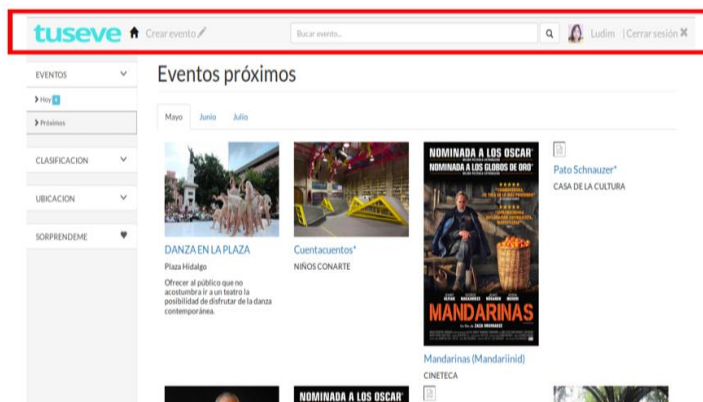 tuseve Crear evento Bucar evento... Ludim | Cerrar sesión
EVENTOS
Hoy
Próximos
CLASIFICACION
UBICACION
SORPRENDEME
Eventos próximos
Mayo Junio Julio
DANZA EN LA PLAZA
Plaza Hidalgo
Ofrecer al público que no
acostumbra ir a un teatro la
posibilidad de disfrutar de la danza
contemporánea.
Cuentacuentos*
NIÑOS CONARTE
NOMINADA A LOS OSCAR
NOMINADA A LOS GLOBOS DE ORO
MANDARINAS
Mandarinas (Mandariinid)
CINETECA
Pato Schnauzer*
CASA DE LA CULTURA
NOMINADA A LOS OSCAR